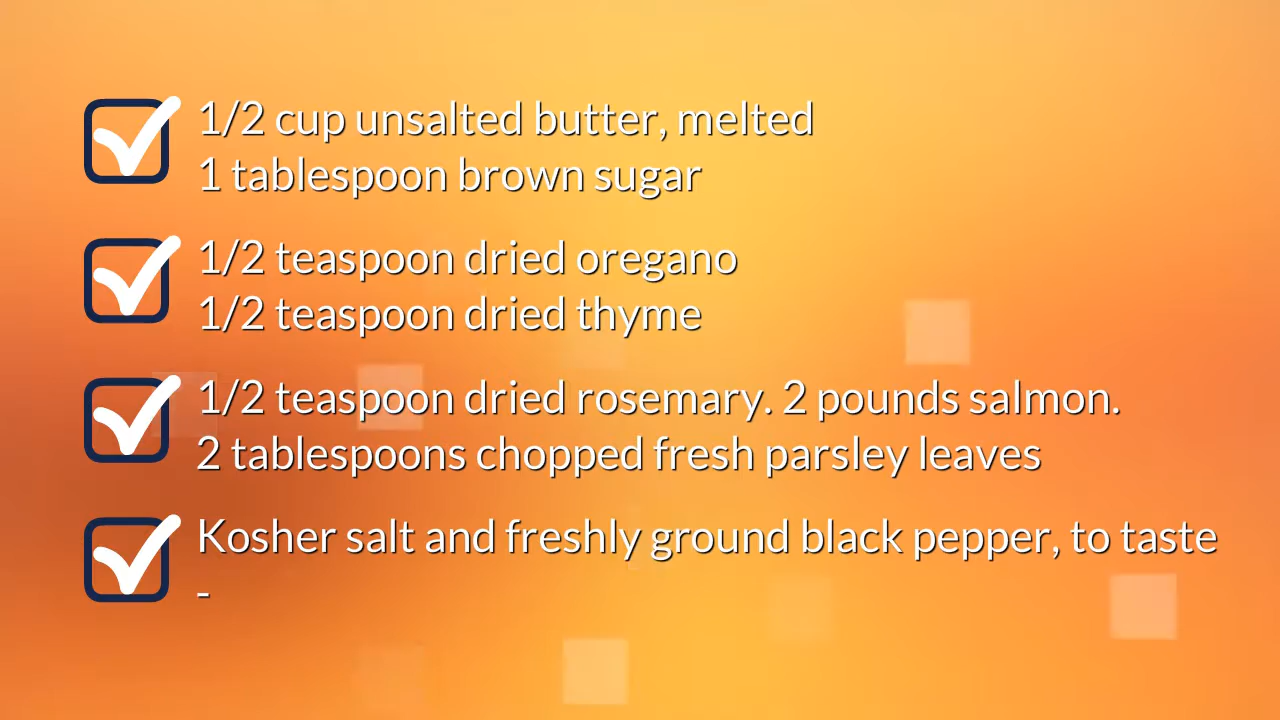 1/2 cup unsalted butter, melted
1 tablespoon brown sugar
1/2 teaspoon dried oregano
1/2 teaspoon dried thyme
1/2 teaspoon dried rosemary. 2 pounds salmon.
2 tablespoons chopped fresh parsley leaves
Kosher salt and freshly ground black pepper, to taste
-